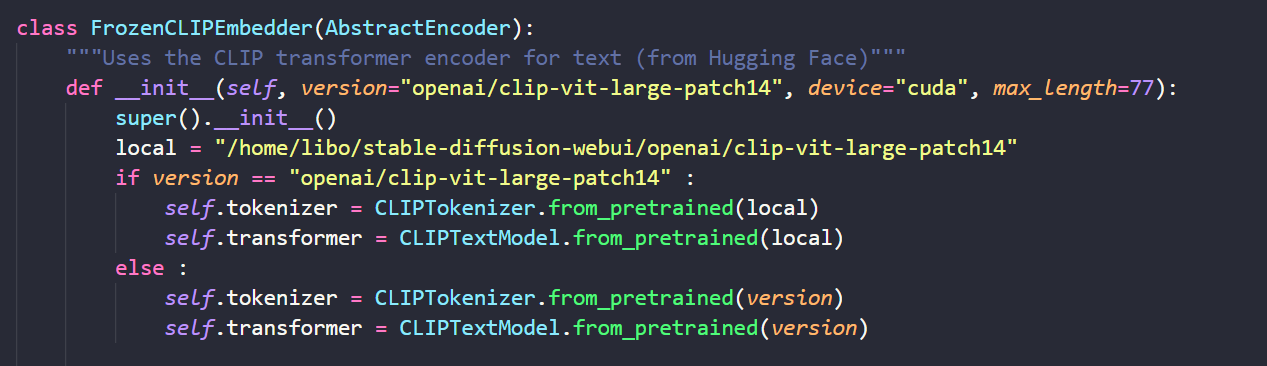 class FrozenCLIPEmbedder(AbstractEncoder):
    """Uses the CLIP transformer encoder for text (from Hugging Face)"""
    def __init__(self, version="openai/clip-vit-large-patch14", device="cuda", max_length=77):
        super().__init__()
        local = "/home/libo/stable-diffusion-webui/openai/clip-vit-large-patch14"
        if version == "openai/clip-vit-large-patch14" :
            self.tokenizer = CLIPTokenizer.from_pretrained(local)
            self.transformer = CLIPTextModel.from_pretrained(local)
        else :
            self.tokenizer = CLIPTokenizer.from_pretrained(version)
            self.transformer = CLIPTextModel.from_pretrained(version)